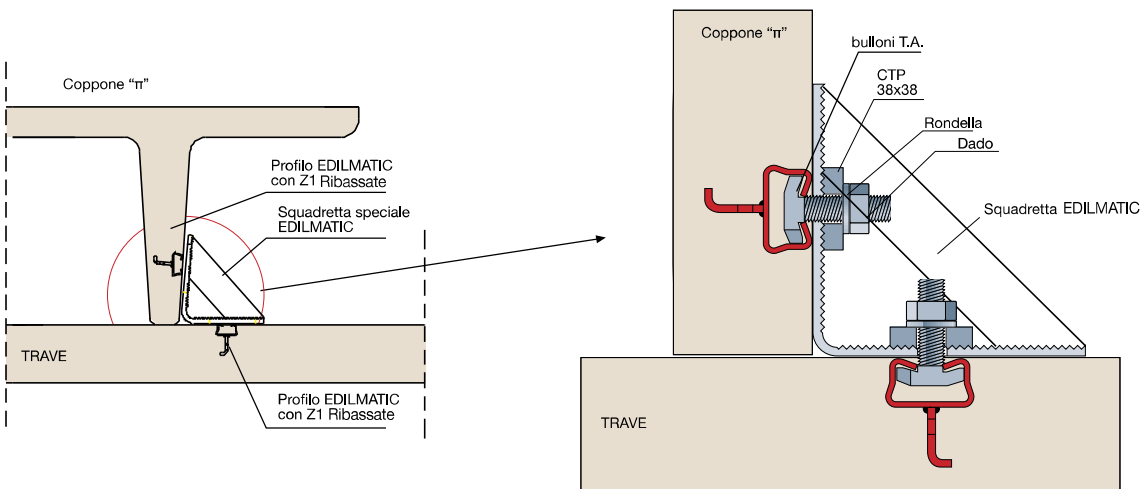 Coppone “π”
Profilo EDILMATIC
con Z1 Ribassate
Squadretta speciale
EDILMATIC
TRAVE
Profilo EDILMATIC
con Z1 Ribassate
Coppone “π”
bulloni T.A.
CTP
38x38
Rondella
Dado
Squadretta EDILMATIC
TRAVE